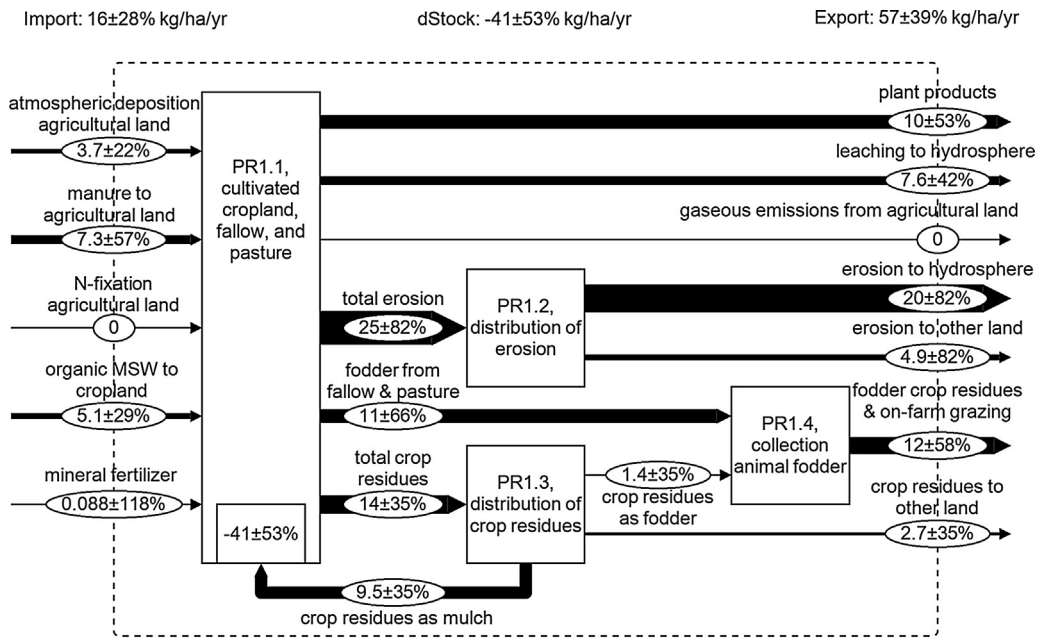 Import: 16±28% kg/ha/yr
dStock: -41±53% kg/ha/yr
Export: 57±39% kg/ha/yr
atmospheric deposition
agricultural land
3.7±22%
manure to
agricultural land
7.3±57%
N-fixation
agricultural land
0
organic MSW to
cropland
5.1±29%
mineral fertilizer
0.088±118%
PR1.1,
cultivated
cropland,
fallow, and
pasture
-41±53%
total erosion
25±82%
fodder from
fallow & pasture
11±66%
total crop
residues
14±35%
9.5±35%
crop residues as mulch
PR1.2,
distribution of
erosion
PR1.3,
distribution of
crop residues
1.4±35%
crop residues
as fodder
PR1.4,
collection
animal fodder
plant products
10±53%
leaching to hydrosphere
7.6±42%
gaseous emissions from agricultural land
0
erosion to hydrosphere
20±82%
erosion to other land
4.9±82%
fodder crop residues
& on-farm grazing
12±58%
crop residues to
other land
2.7±35%